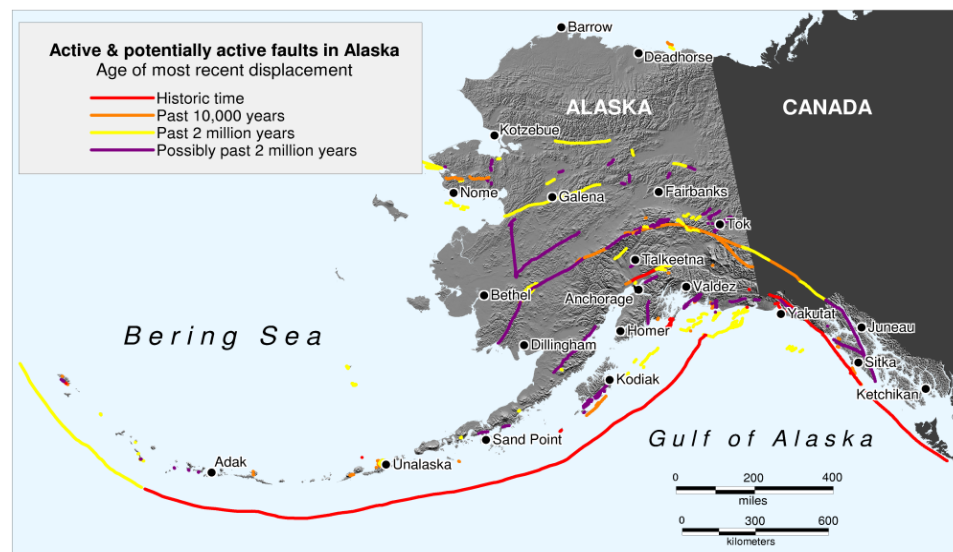 Active & potentially active faults in Alaska
Age of most recent displacement
Historic time
Past 10,000 years
Past 2 million years
Possibly past 2 million years
Barrow
Deadhorse
ALASKA
CANADA
Kotzebue
Nome
Galena
Fairbanks
Tok
Talkeetna
Bethel
Anchorage
Valdez
Yakutat
Juneau
Bering Sea
Homer
Dillingham
Sitka
Kodiak
Ketchikan
Sand Point
Gulf of Alaska
Adak
Unalaska
0 200 400
miles
0 300 600
kilometers